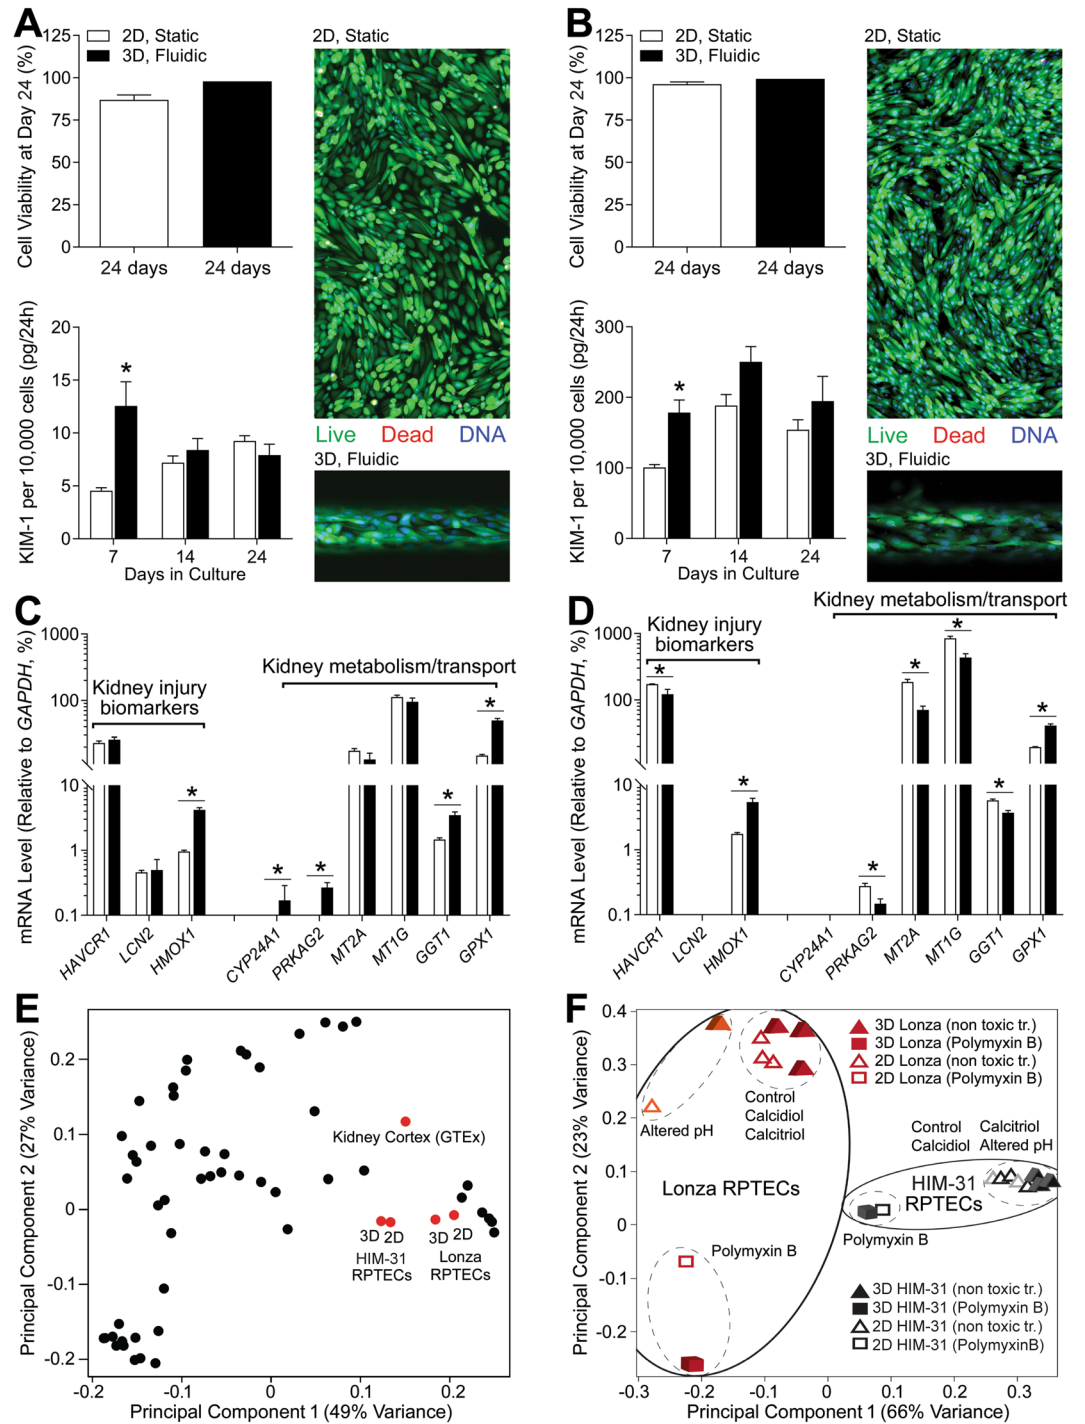 A
125
100
75
50
25
0
Cell Viability at Day 24 (%)
2D, Static
3D, Fluidic
24 days 24 days
2D, Static
20
15
10
5
0
KIM-1 per 10,000 cells (pg/24h)
*
7 14 24
Days in Culture
Live Dead DNA
3D, Fluidic
B
125
100
75
50
25
0
Cell Viability at Day 24 (%)
2D, Static
3D, Fluidic
24 days 24 days
2D, Static
300
200
100
0
KIM-1 per 10,000 cells (pg/24h)
*
7 14 24
Days in Culture
Live Dead DNA
3D, Fluidic
C
1000
100
10
1
0.1
mRNA Level (Relative to GAPDH, %)
Kidney injury
biomarkers
Kidney metabolism/transport
* * * * *
HAVCR1 LCN2 HMOX1 CYP24A1 PRKAG2 MT2A MT1G GGT1 GPX1
D
1000
100
10
1
0.1
mRNA Level (Relative to GAPDH, %)
Kidney injury
biomarkers
Kidney metabolism/transport
* * * * * * *
HAVCR1 LCN2 HMOX1 CYP24A1 PRKAG2 MT2A MT1G GGT1 GPX1
E
0.2
0.1
0
-0.1
-0.2
Principal Component 2 (27% Variance)
Kidney Cortex (GTEx)
3D 2D
HIM-31
RPTECs
3D 2D
Lonza
RPTECs
-0.2 -0.1 0 0.1 0.2
Principal Component 1 (49% Variance)
F
0.4
0.3
0.2
0.1
0
-0.1
-0.2
Principal Component 2 (23% Variance)
3D Lonza (non toxic tr.)
3D Lonza (Polymyxin B)
2D Lonza (non toxic tr.)
2D Lonza (Polymyxin B)
Altered pH
Control
Calcidiol
Calcitriol
Control
Calcidiol
Calcitriol
Altered pH
Lonza RPTECs
HIM-31
RPTECs
Polymyxin B
Polymyxin B
3D HIM-31 (non toxic tr.)
3D HIM-31 (Polymyxin B)
2D HIM-31 (non toxic tr.)
2D HIM-31 (PolymyxinB)
-0.3 -0.2 -0.1 0 0.1 0.2 0.3
Principal Component 1 (66% Variance)